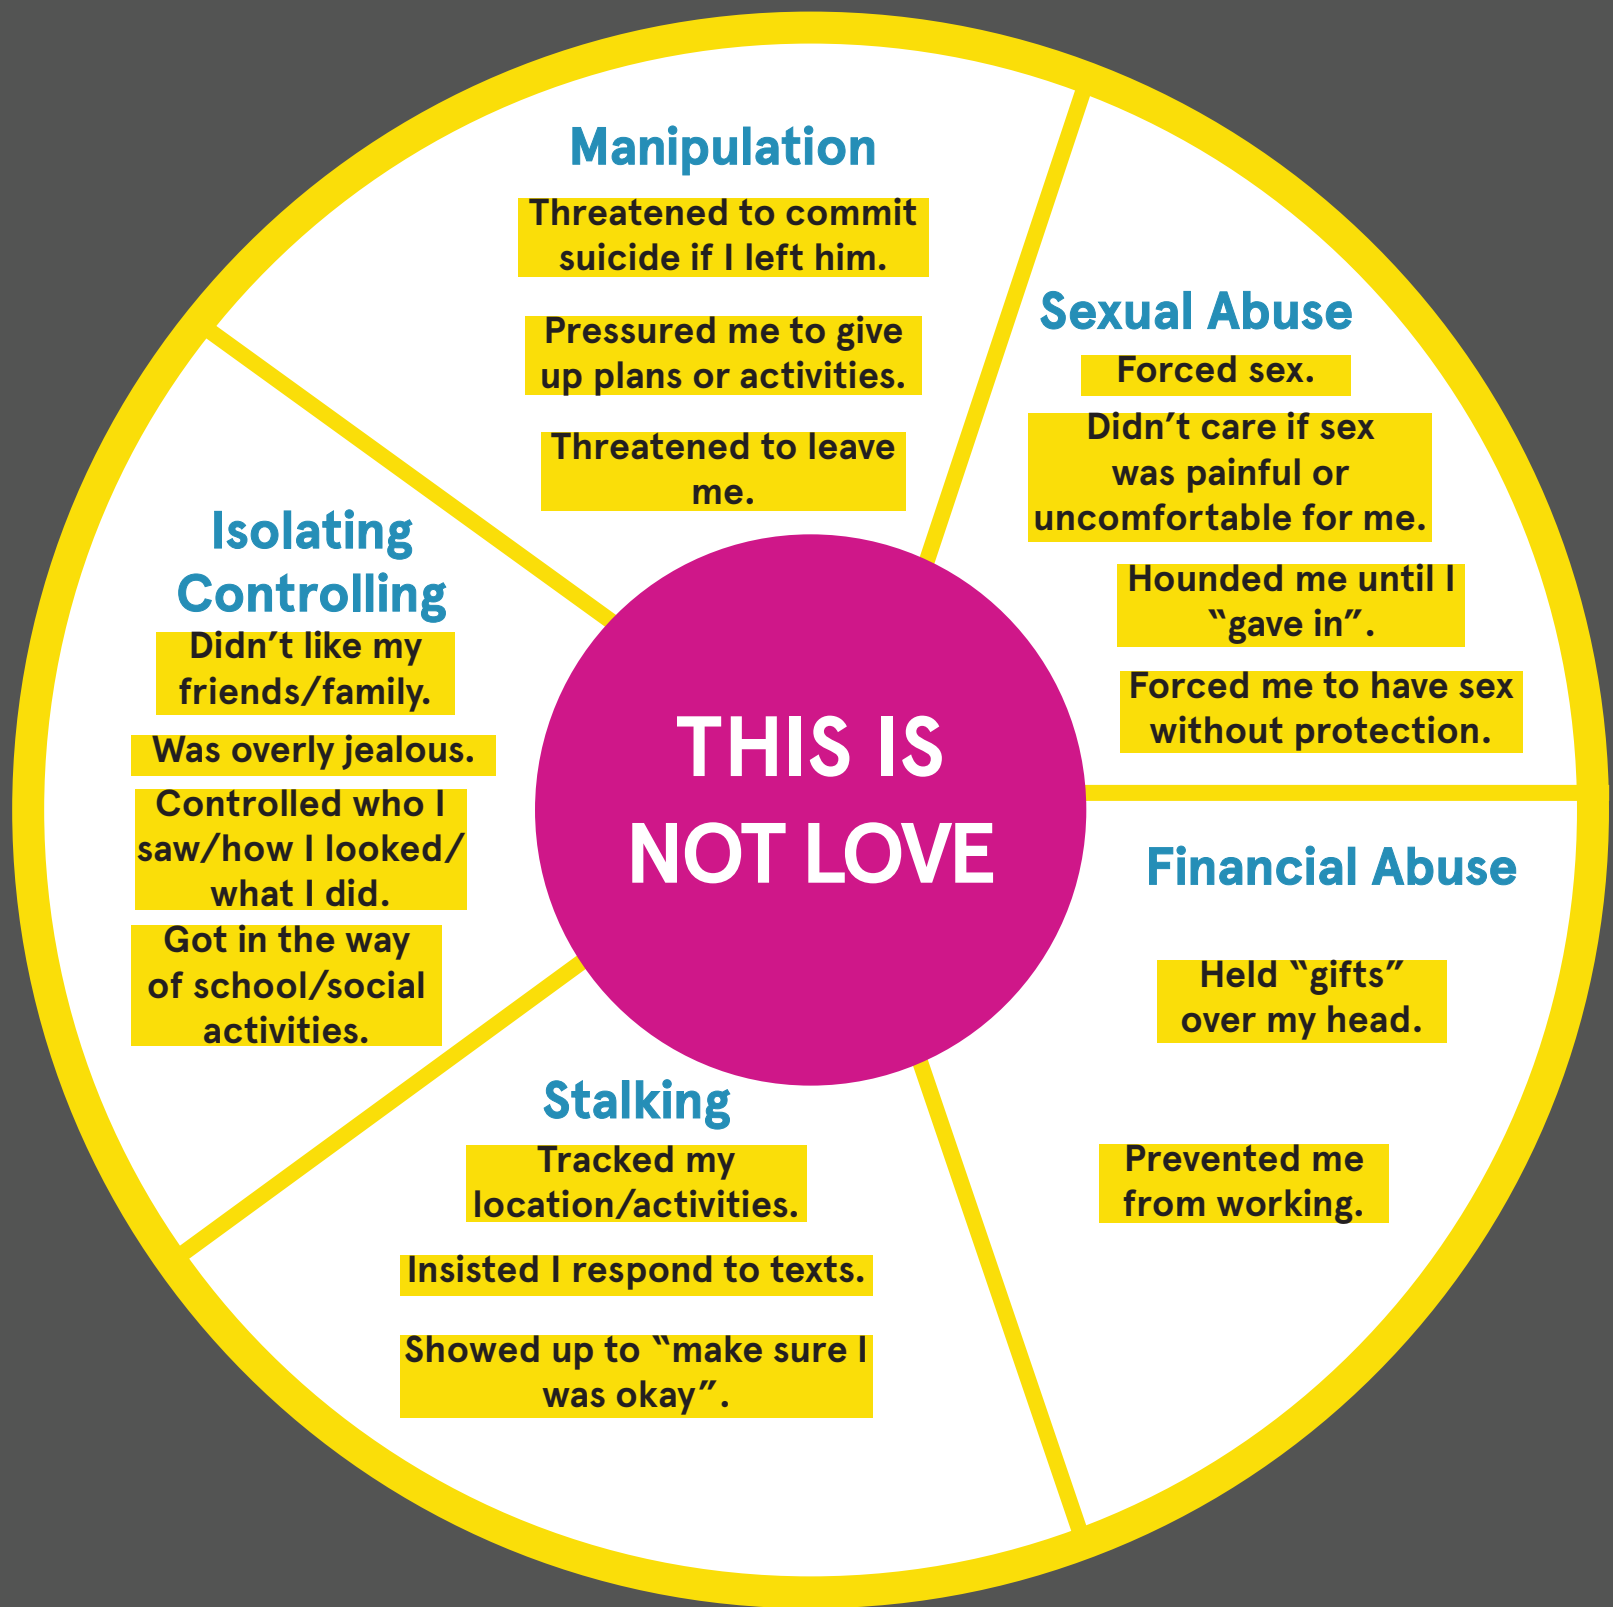 Manipulation
Threatened to commit
suicide if I left him.
Pressured me to give
up plans or activities.
Threatened to leave
me.
Sexual Abuse
Forced sex.
Didn’t care if sex
was painful or
uncomfortable for me.
Hounded me until I
“gave in”.
Forced me to have sex
without protection.
Isolating
Controlling
Didn’t like my
friends/family.
Was overly jealous.
Controlled who I
saw/how I looked/
what I did.
Got in the way
of school/social
activities.
THIS IS
NOT LOVE
Financial Abuse
Held “gifts”
over my head.
Prevented me
from working.
Stalking
Tracked my
location/activities.
Insisted I respond to texts.
Showed up to “make sure I
was okay”.